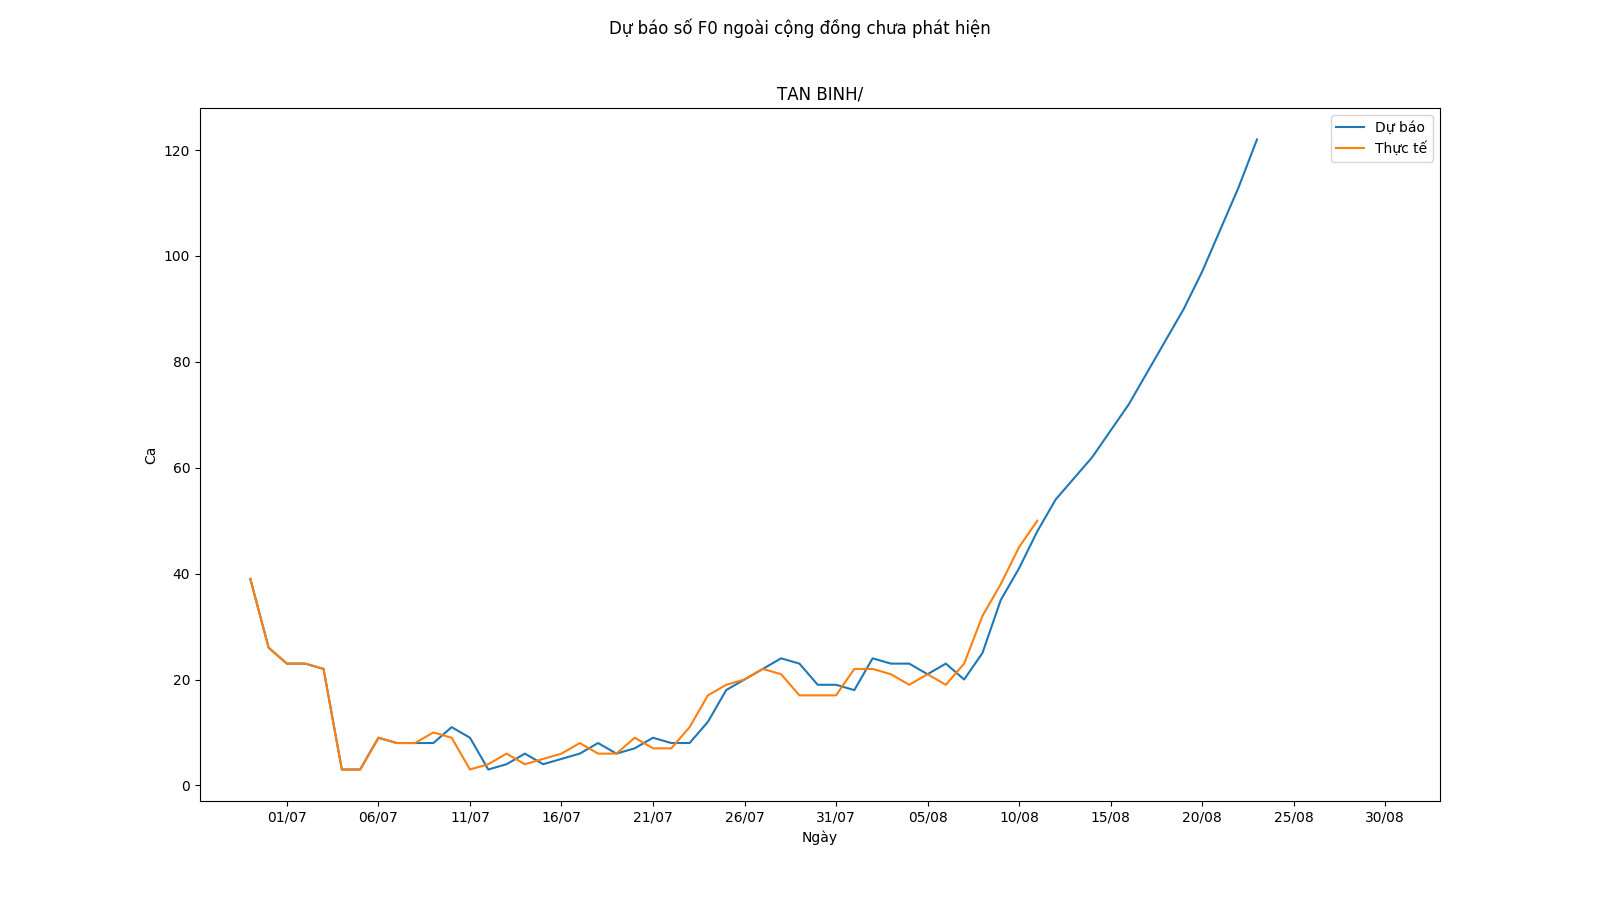 Dự báo số F0 ngoài cộng đồng chưa phát hiện
TAN BINH/
Dự báo
Thực tế
120
100
80
60
40
20
0
Ca
01/07 06/07 11/07 16/07 21/07 26/07 31/07 05/08 10/08 15/08 20/08 25/08 30/08
Ngày